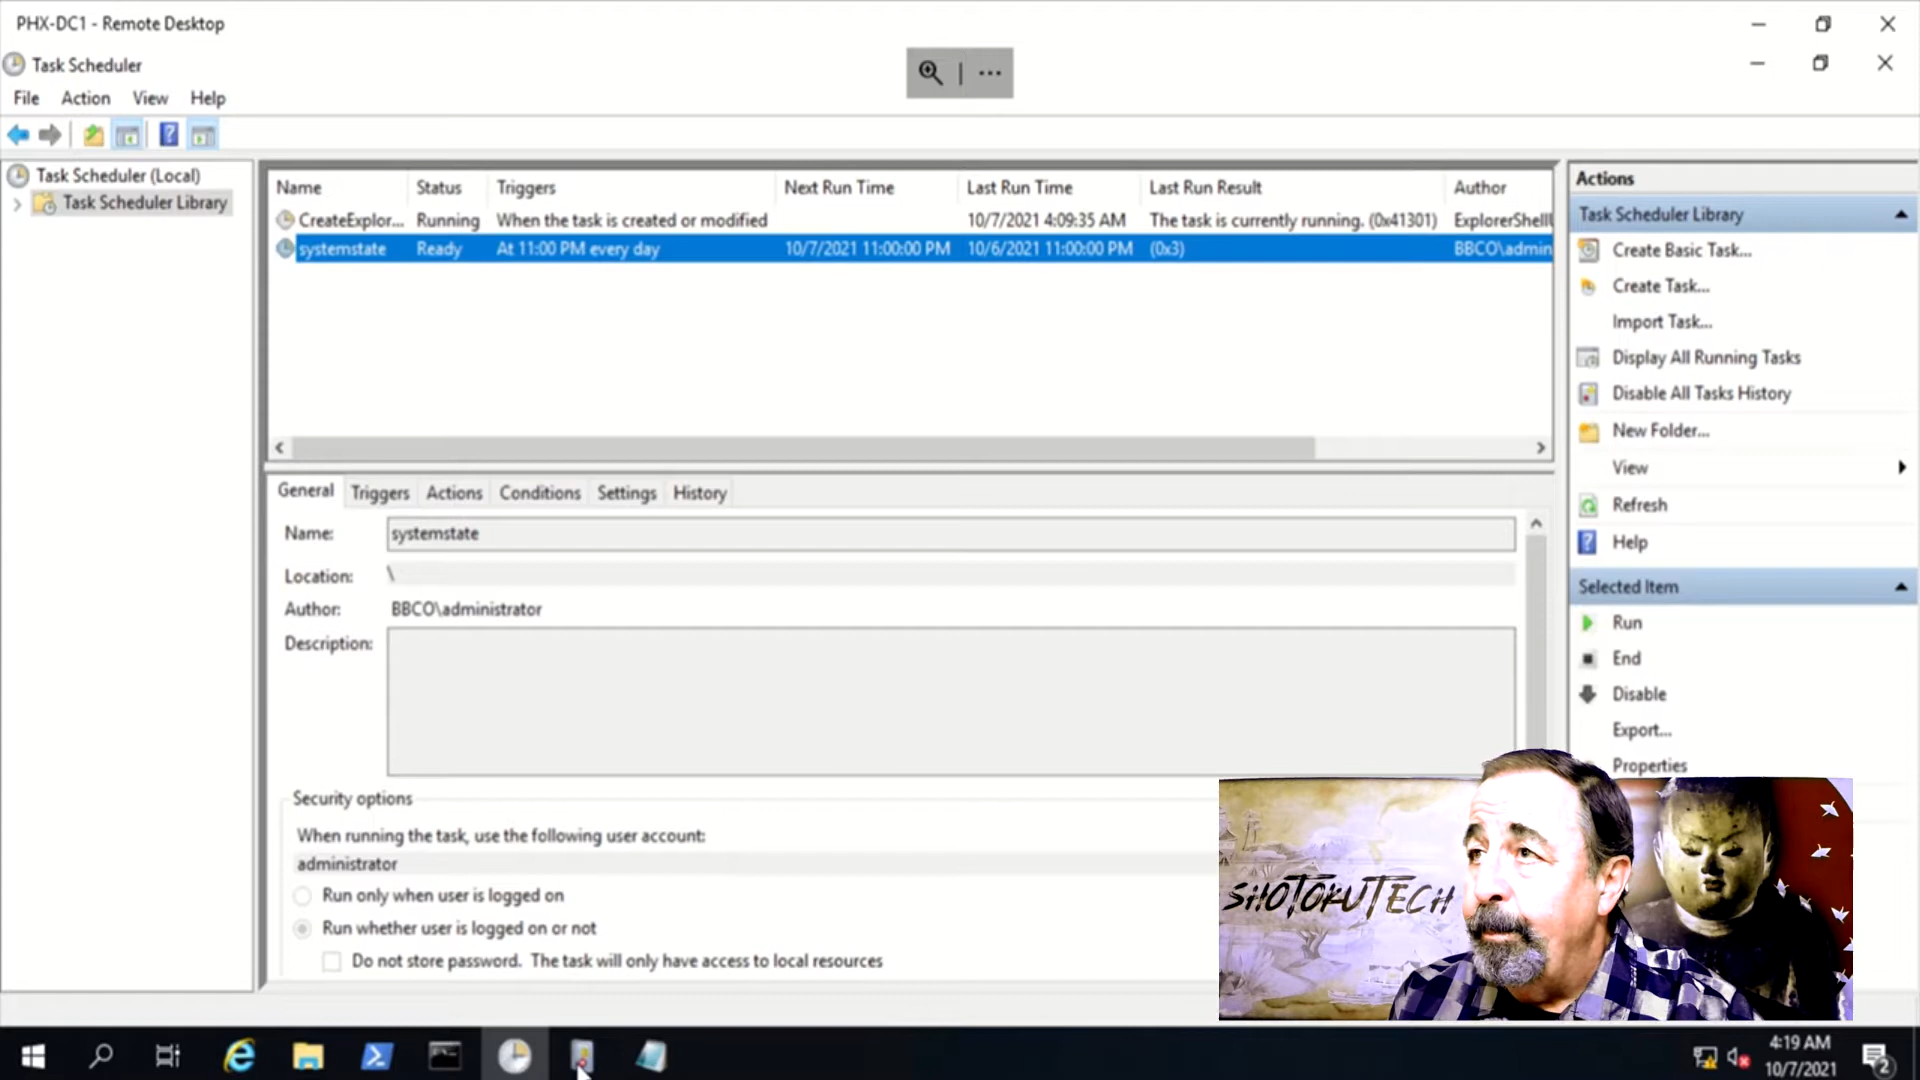 PHX-DC1 - Remote Desktop
Task Scheduler
File Action View Help
Task Scheduler (Local)
Task Scheduler Library
Name Status Triggers Next Run Time Last Run Time Last Run Result Author
CreateExplor... Running When the task is created or modified 10/7/2021 4:09:35 AM The task is currently running. (0x41301) ExplorerShellU
systemstate Ready At 11:00 PM every day 10/7/2021 11:00:00 PM 10/6/2021 11:00:00 PM (0x3) BBCO\admin
General Triggers Actions Conditions Settings History
Name: systemstate
Location: \
Author: BBCO\administrator
Description:
Security options
When running the task, use the following user account:
administrator
Run only when user is logged on
Run whether user is logged on or not
Do not store password. The task will only have access to local resources
Actions
Task Scheduler Library
Create Basic Task...
Create Task...
Import Task...
Display All Running Tasks
Disable All Tasks History
New Folder...
View
Refresh
Help
Selected Item
Run
End
Disable
Export...
Properties
SHOTOKUTECH
4:19 AM
10/7/2021
2